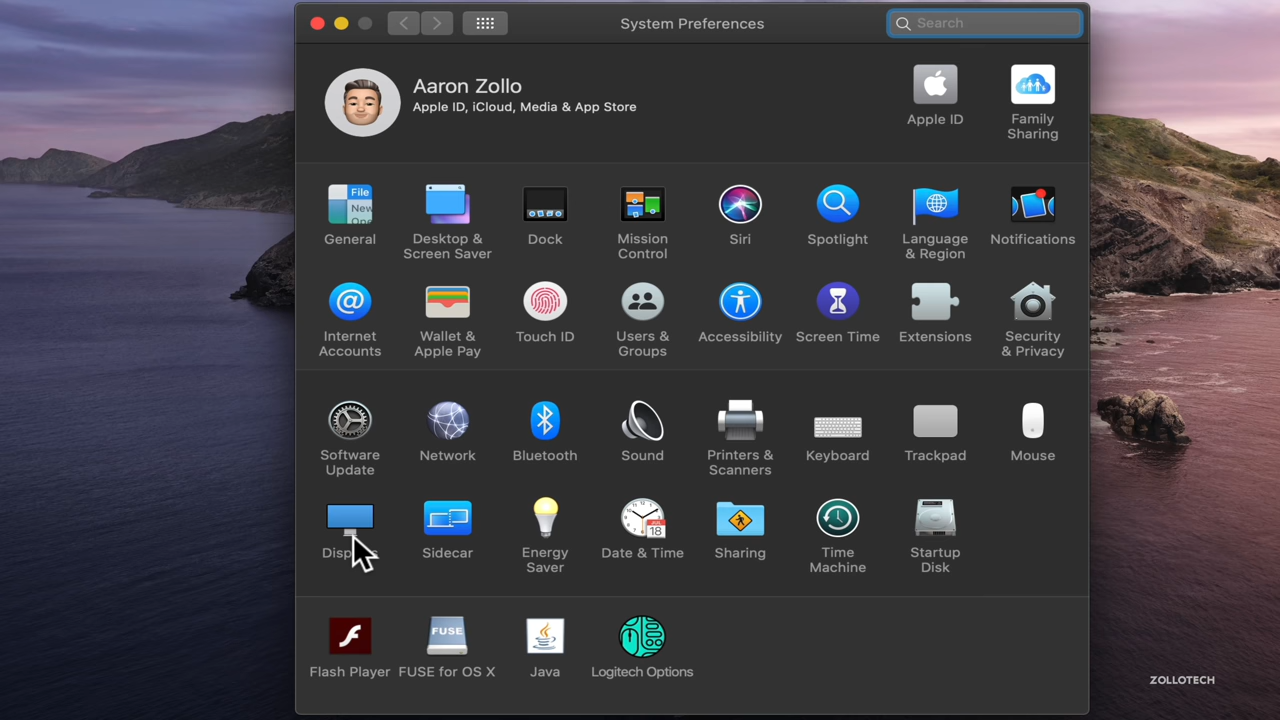 System Preferences
Search
Aaron Zollo
Apple ID, iCloud, Media & App Store
Apple ID
Family
Sharing
File
New
One
General
Desktop &
Screen Saver
Dock
Mission
Control
Siri
Spotlight
Language
& Region
Notifications
@
Internet
Accounts
Wallet &
Apple Pay
Touch ID
Users &
Groups
Accessibility
Screen Time
Extensions
Security
& Privacy
Software
Update
Network
Bluetooth
Sound
Printers &
Scanners
Keyboard
Trackpad
Mouse
Sidecar
Energy
Saver
JUL
18
Date & Time
Sharing
Time
Machine
Startup
Disk
Flash Player
FUSE
FUSE for OS X
Java
Logitech Options
ZOLLOTECH